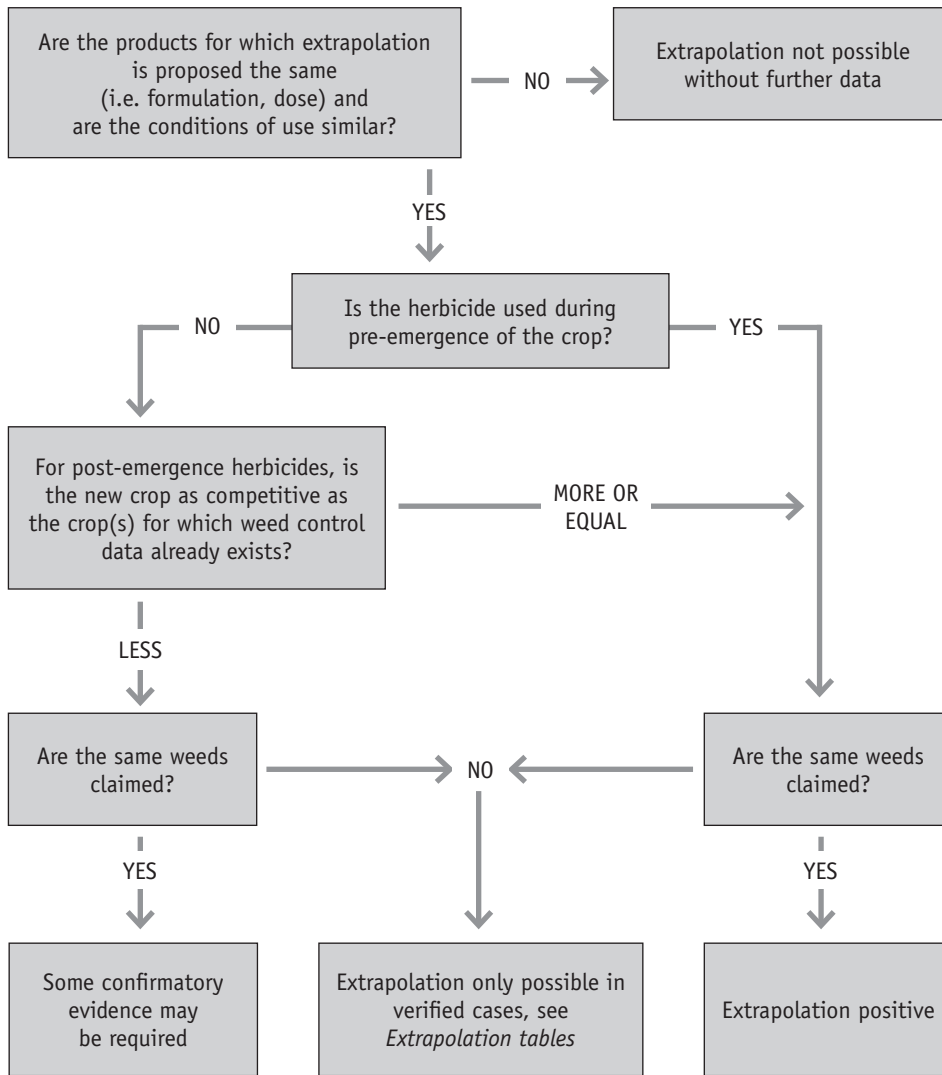 Are the products for which extrapolation
is proposed the same
(i.e. formulation, dose) and
are the conditions of use similar?
NO
Extrapolation not possible
without further data
YES
Is the herbicide used during
pre-emergence of the crop?
NO
YES
For post-emergence herbicides, is
the new crop as competitive as
the crop(s) for which weed control
data already exists?
MORE OR
EQUAL
LESS
Are the same weeds
claimed?
NO
Are the same weeds
claimed?
YES
YES
Some confirmatory
evidence may
be required
Extrapolation only possible in
verified cases, see
Extrapolation tables
Extrapolation positive